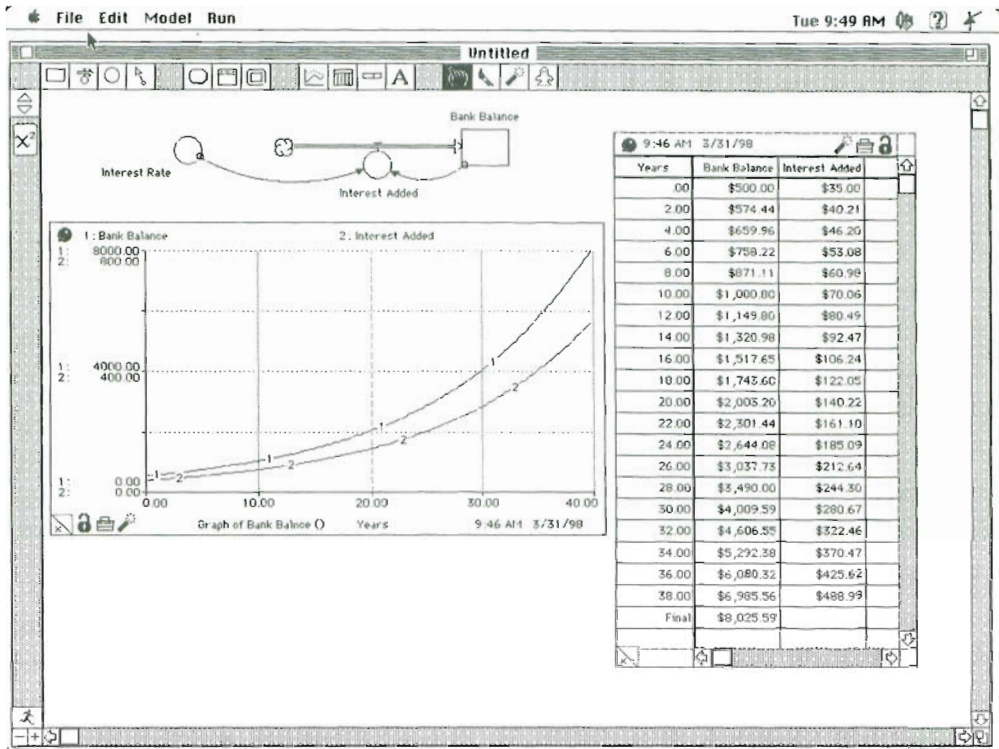 File Edit Model Run Tue 9:49 AM
Untitled
A
X²
Bank Balance
Interest Rate
Interest Added
1: Bank Balance 2. Interest Added
1: 8000.00
2: 800.00
1: 4000.00
2: 400.00
1: 0.00
2: 0.00
1 1 1 1
2 2 2 2
0.00 10.00 20.00 30.00 40.00
Graph of Bank Balnce () Years 9:46 AM 3/31/98
9:46 AM 3/31/98
Years Bank Balance Interest Added
.00 $500.00 $35.00
2.00 $574.44 $40.21
4.00 $659.96 $46.20
6.00 $758.22 $53.08
8.00 $871.11 $60.98
10.00 $1,000.80 $70.06
12.00 $1,149.80 $80.49
14.00 $1,320.98 $92.47
16.00 $1,517.65 $106.24
18.00 $1,743.60 $122.05
20.00 $2,003.20 $140.22
22.00 $2,301.44 $161.10
24.00 $2,644.08 $185.09
26.00 $3,037.73 $212.64
28.00 $3,490.00 $244.30
30.00 $4,009.59 $280.67
32.00 $4,606.55 $322.46
34.00 $5,292.38 $370.47
36.00 $6,080.32 $425.62
38.00 $6,985.56 $488.99
Final $8,025.59